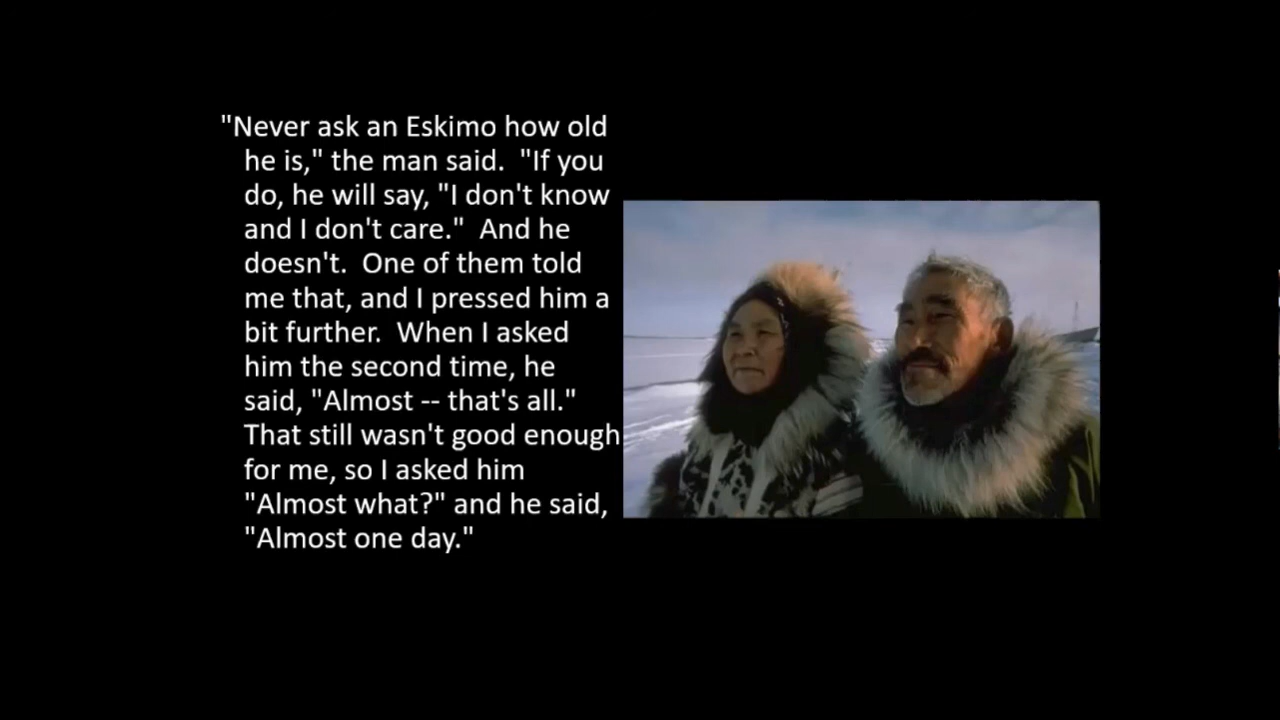 "Never ask an Eskimo how old
he is," the man said.  "If you
do, he will say, "I don't know
and I don't care."  And he
doesn't.  One of them told
me that, and I pressed him a
bit further.  When I asked
him the second time, he
said, "Almost -- that's all."
That still wasn't good enough
for me, so I asked him
"Almost what?" and he said,
"Almost one day."